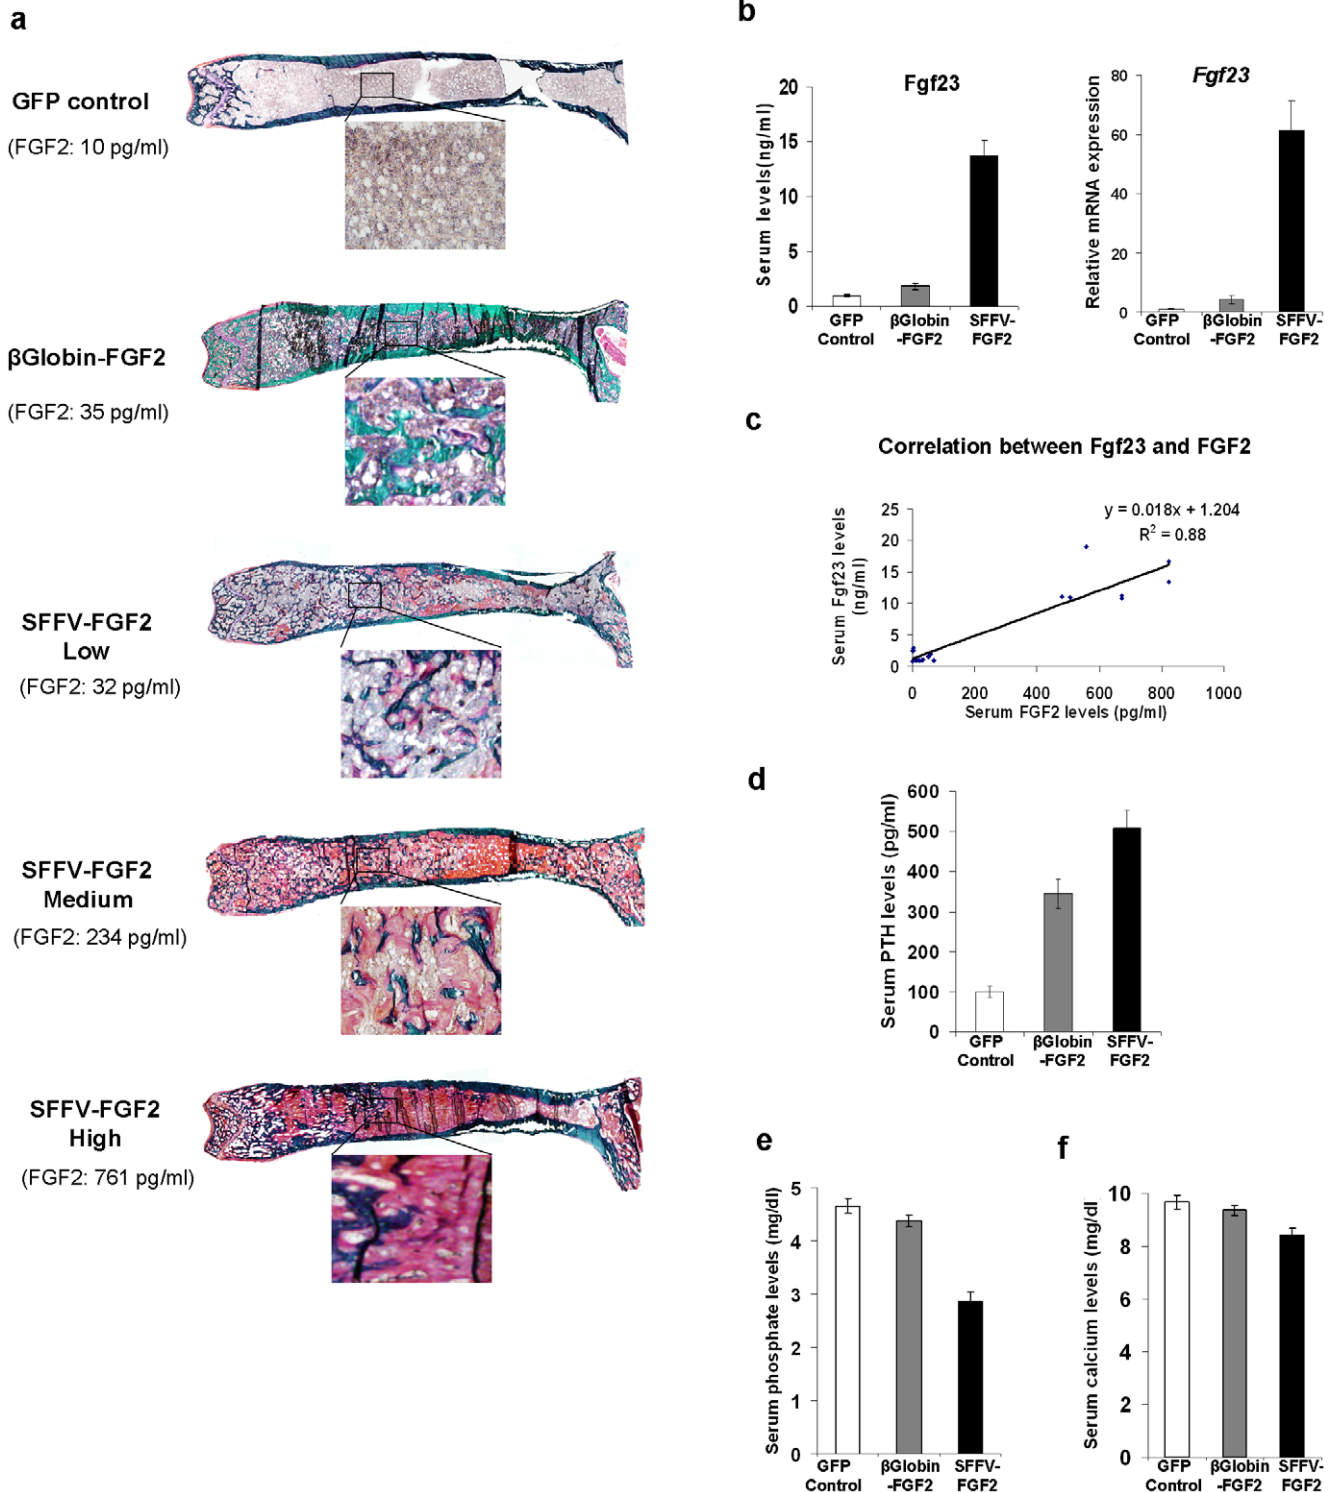 a
GFP control
(FGF2: 10 pg/ml)
βGlobin-FGF2
(FGF2: 35 pg/ml)
SFFV-FGF2
Low
(FGF2: 32 pg/ml)
SFFV-FGF2
Medium
(FGF2: 234 pg/ml)
SFFV-FGF2
High
(FGF2: 761 pg/ml)
b
Fgf23
Serum levels(ng/ml)
20
15
10
5
0
GFP
Control
βGlobin
-FGF2
SFFV-
FGF2
Fgf23
Relative mRNA expression
80
60
40
20
0
GFP
Control
βGlobin
-FGF2
SFFV-
FGF2
c
Correlation between Fgf23 and FGF2
y = 0.018x + 1.204
R² = 0.88
Serum Fgf23 levels
(ng/ml)
25
20
15
10
5
0
0 200 400 600 800 1000
Serum FGF2 levels (pg/ml)
d
Serum PTH levels (pg/ml)
600
500
400
300
200
100
0
GFP
Control
βGlobin
-FGF2
SFFV-
FGF2
e
Serum phosphate levels (mg/dl)
5
4
3
2
1
0
GFP
Control
βGlobin
-FGF2
SFFV-
FGF2
f
Serum calcium levels (mg/dl)
10
8
6
4
2
0
GFP
Control
βGlobin
-FGF2
SFFV-
FGF2